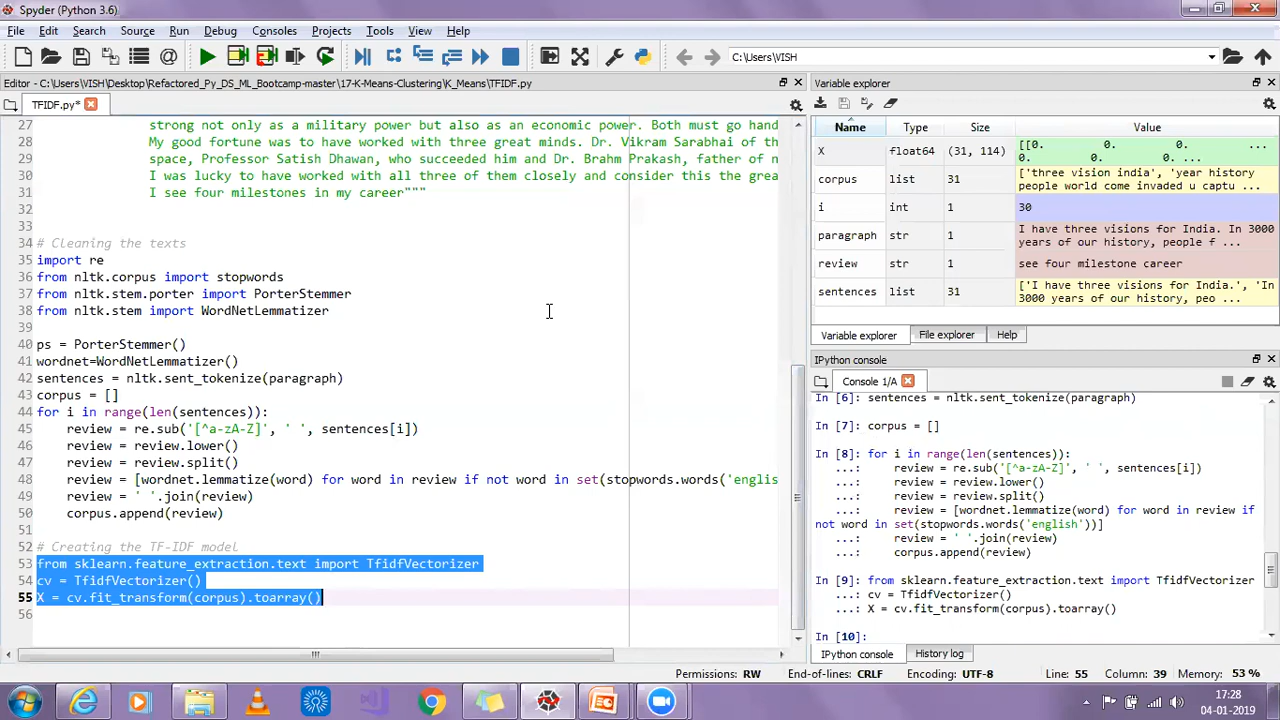 Spyder (Python 3.6)
File Edit Search Source Run Debug Consoles Projects Tools View Help
C:\Users\VISH
Editor - C:\Users\VISH\Desktop\Refactored_Py_DS_ML_Bootcamp-master\17-K-Means-Clustering\K_Means\TFIDF.py
TFIDF.py*
27 strong not only as a military power but also as an economic power. Both must go hand
28 My good fortune was to have worked with three great minds. Dr. Vikram Sarabhai of th
29 space, Professor Satish Dhawan, who succeeded him and Dr. Brahm Prakash, father of n
30 I was lucky to have worked with all three of them closely and consider this the grea
31 I see four milestones in my career"""
32
33
34 # Cleaning the texts
35 import re
36 from nltk.corpus import stopwords
37 from nltk.stem.porter import PorterStemmer
38 from nltk.stem import WordNetLemmatizer
39
40 ps = PorterStemmer()
41 wordnet=WordNetLemmatizer()
42 sentences = nltk.sent_tokenize(paragraph)
43 corpus = []
44 for i in range(len(sentences)):
45 review = re.sub('[^a-zA-Z]', ' ', sentences[i])
46 review = review.lower()
47 review = review.split()
48 review = [wordnet.lemmatize(word) for word in review if not word in set(stopwords.words('englis
49 review = ' '.join(review)
50 corpus.append(review)
51
52 # Creating the TF-IDF model
53 from sklearn.feature_extraction.text import TfidfVectorizer
54 cv = TfidfVectorizer()
55 X = cv.fit_transform(corpus).toarray()
56
Variable explorer
Name Type Size Value
X float64 (31, 114) [[0. 0. 0. ...
0. 0. 0. ...
corpus list 31 ['three vision india', 'year history
people world come invaded u captu ...
i int 1 30
paragraph str 1 I have three visions for India. In 3000
years of our history, people f ...
review str 1 see four milestone career
sentences list 31 ['I have three visions for India.', 'In
3000 years of our history, peo ...
Variable explorer File explorer Help
IPython console
Console 1/A
In [6]: sentences = nltk.sent_tokenize(paragraph)
In [7]: corpus = []
In [8]: for i in range(len(sentences)):
...: review = re.sub('[^a-zA-Z]', ' ', sentences[i])
...: review = review.lower()
...: review = review.split()
...: review = [wordnet.lemmatize(word) for word in review if
not word in set(stopwords.words('english'))]
...: review = ' '.join(review)
...: corpus.append(review)
In [9]: from sklearn.feature_extraction.text import TfidfVectorizer
...: cv = TfidfVectorizer()
...: X = cv.fit_transform(corpus).toarray()
In [10]:
IPython console History log
Permissions: RW End-of-lines: CRLF Encoding: UTF-8 Line: 55 Column: 39 Memory: 53 %
17:28
04-01-2019